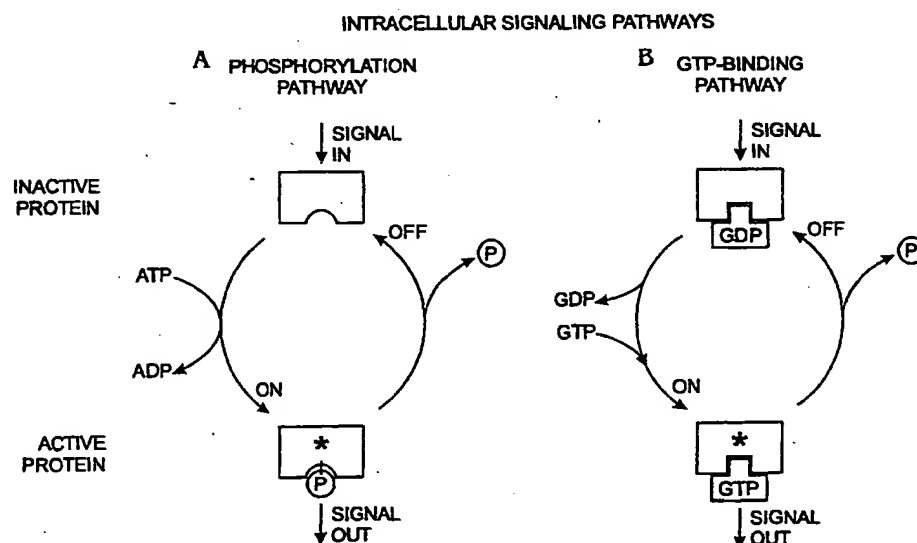 INTRACELLULAR SIGNALING PATHWAYS
A
PHOSPHORYLATION
PATHWAY
SIGNAL
IN
INACTIVE
PROTEIN
OFF
P
ATP
ADP
ON
ACTIVE
PROTEIN
*
P
SIGNAL
OUT
B
GTP-BINDING
PATHWAY
SIGNAL
IN
GDP
OFF
P
GDP
GTP
ON
*
GTP
SIGNAL
OUT